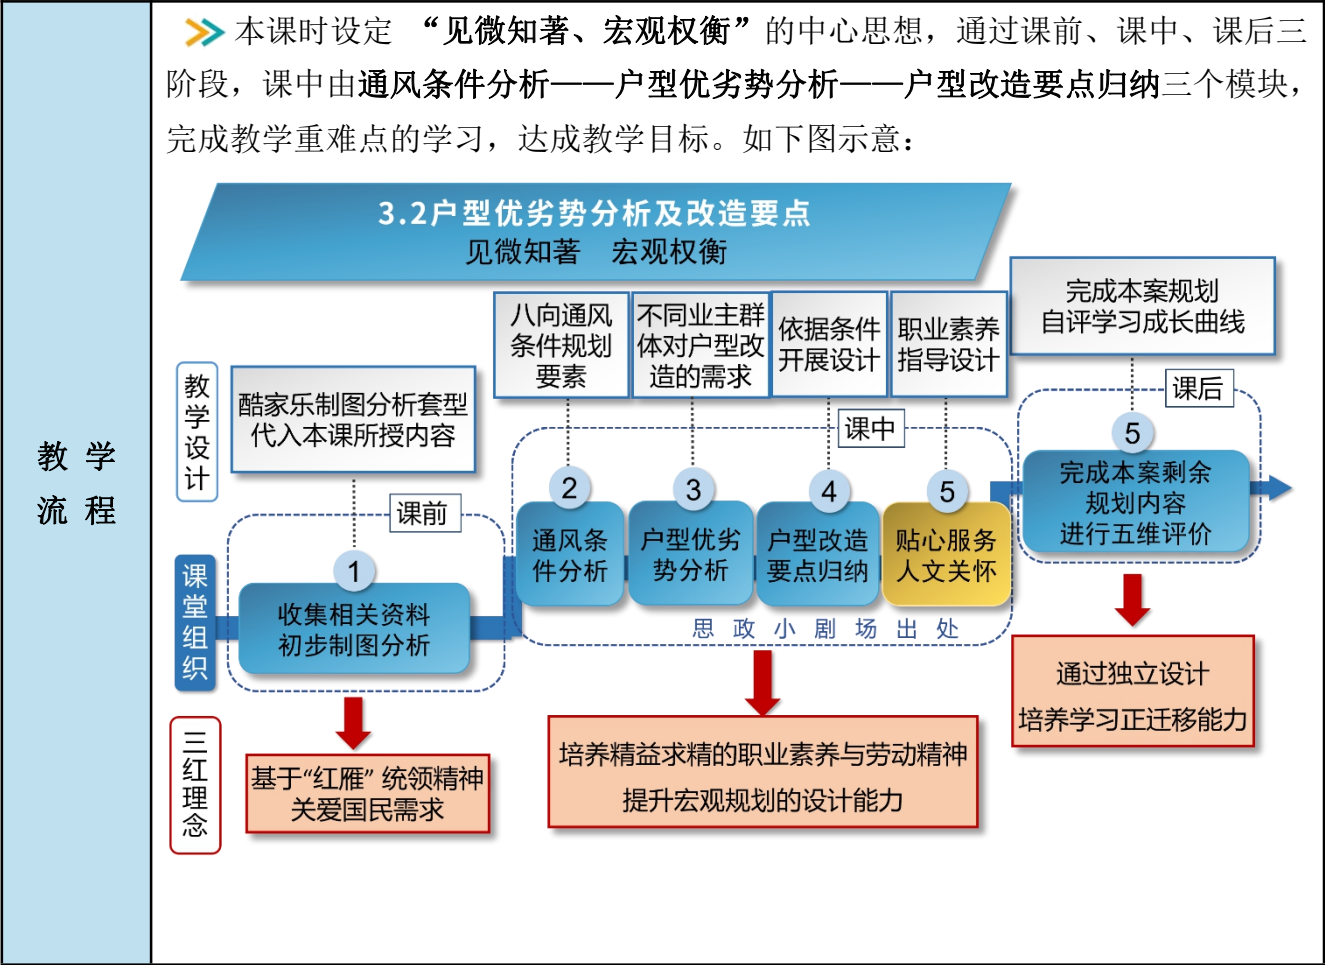 教 学
流 程
本课时设定 “见微知著、宏观权衡”的中心思想，通过课前、课中、课后三
阶段，课中由通风条件分析——户型优劣势分析——户型改造要点归纳三个模块，
完成教学重难点的学习，达成教学目标。如下图示意：
3.2户型优劣势分析及改造要点
见微知著 宏观权衡
教
学
设
计
酷家乐制图分析套型
代入本课所授内容
八向通风
条件规划
要素
不同业主群
体对户型改
造的需求
依据条件
开展设计
职业素养
指导设计
完成本案规划
自评学习成长曲线
课
堂
组
织
课前
1
收集相关资料
初步制图分析
课中
2
通风条
件分析
3
户型优劣
势分析
4
户型改造
要点归纳
5
贴心服务
人文关怀
思政小剧场出处
课后
5
完成本案剩余
规划内容
进行五维评价
三
红
理
念
基于“红雁” 统领精神
关爱国民需求
培养精益求精的职业素养与劳动精神
提升宏观规划的设计能力
通过独立设计
培养学习正迁移能力